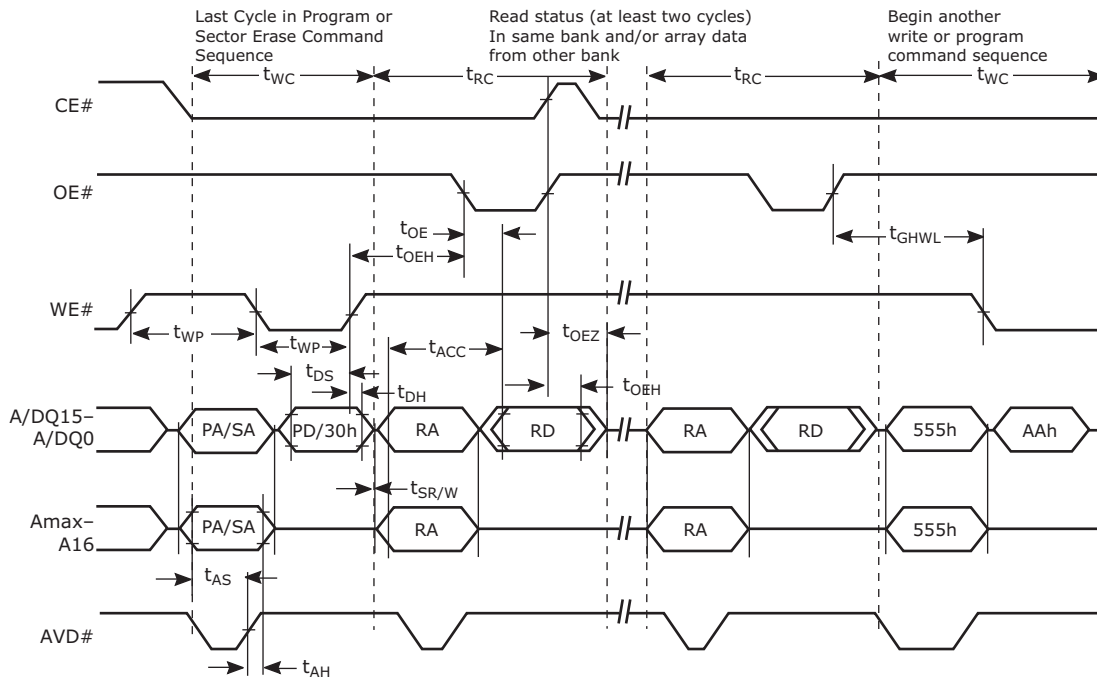 Last Cycle in Program or
Sector Erase Command
Sequence
Read status (at least two cycles)
In same bank and/or array data
from other bank
Begin another
write or program
command sequence
tWC
tRC
tRC
tWC
CE#
OE#
tOE
tOEH
tGHWL
WE#
tWP
tWP
tACC
tOEZ
tDS
tDH
tOEH
A/DQ15–
A/DQ0
PA/SA
PD/30h
RA
RD
RA
RD
555h
AAh
tSR/W
Amax–
A16
PA/SA
RA
RA
555h
tAS
AVD#
tAH